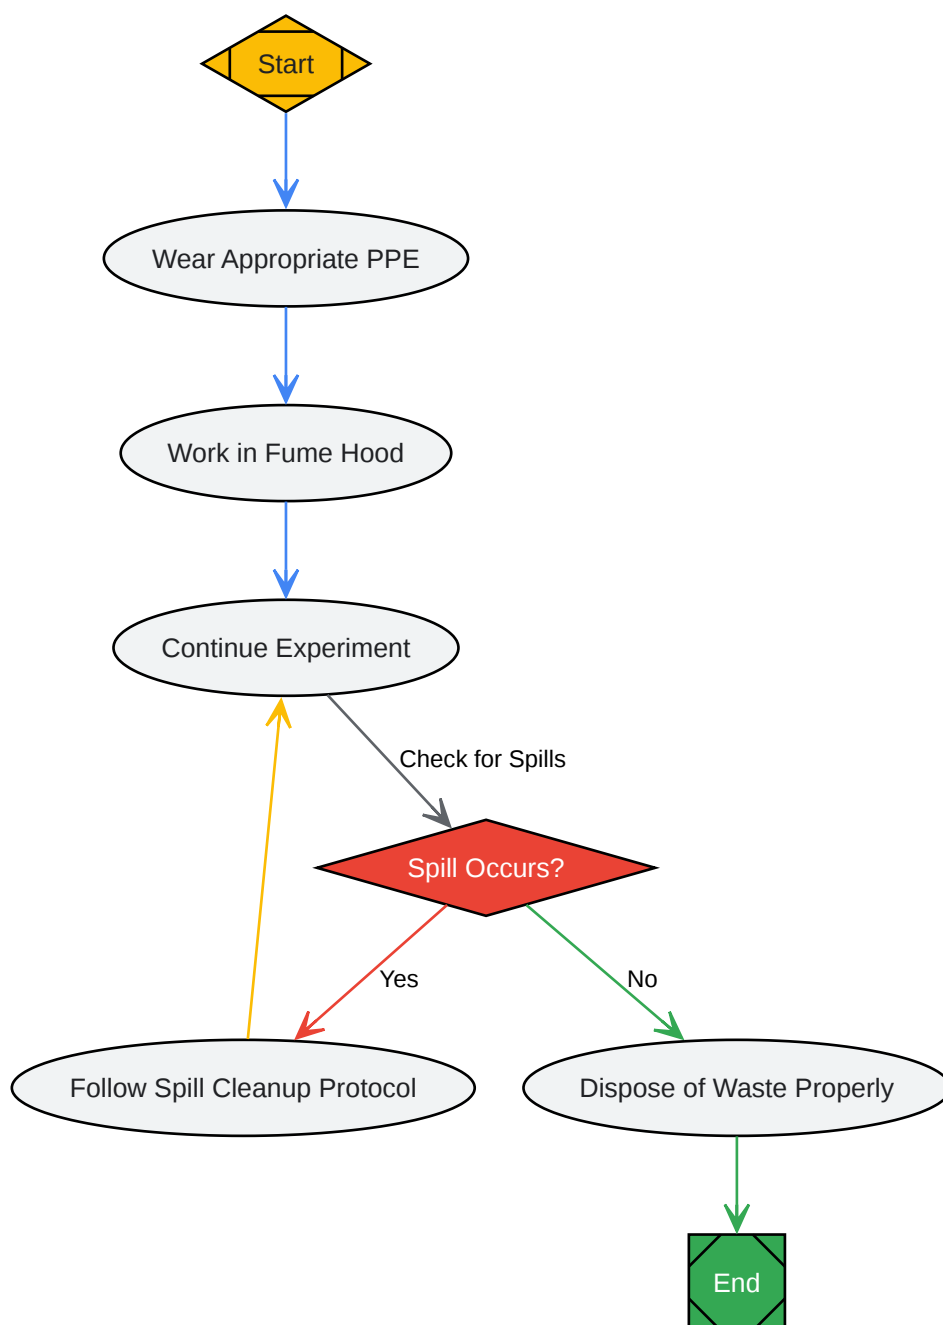 Start
Wear Appropriate PPE
Work in Fume Hood
Continue Experiment
Check for Spills
Spill Occurs?
Yes
No
Follow Spill Cleanup Protocol
Dispose of Waste Properly
End